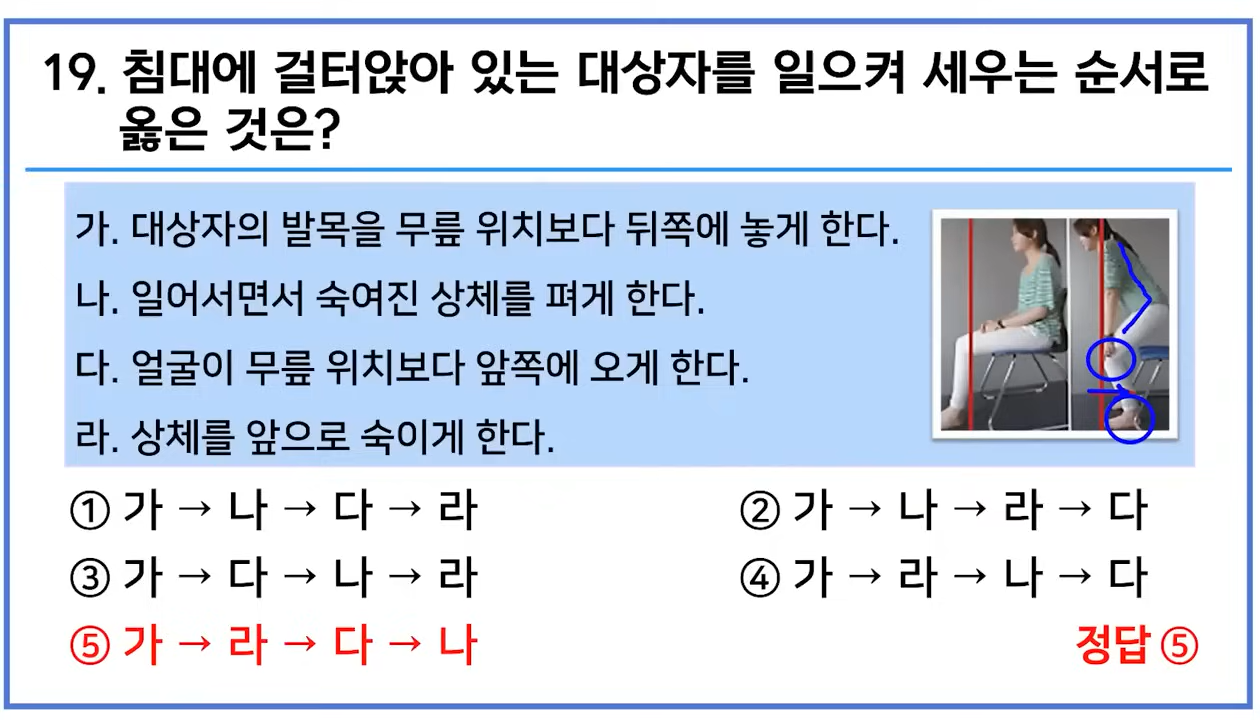 19. 침대에 걸터앉아 있는 대상자를 일으켜 세우는 순서로
옳은 것은?
가. 대상자의 발목을 무릎 위치보다 뒤쪽에 놓게 한다.
나. 일어서면서 숙여진 상체를 펴게 한다.
다. 얼굴이 무릎 위치보다 앞쪽에 오게 한다.
라. 상체를 앞으로 숙이게 한다.
① 가 → 나 → 다 → 라
② 가 → 나 → 라 → 다
③ 가 → 다 → 나 → 라
④ 가 → 라 → 나 → 다
⑤ 가 → 라 → 다 → 나
정답 ⑤